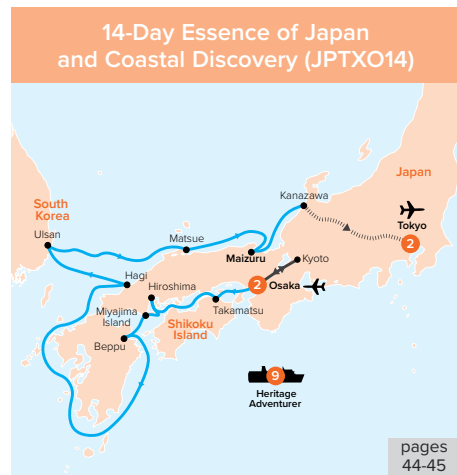 14-Day Essence of Japan
and Coastal Discovery (JPTXO14)
Kanazawa
Japan
South
Korea
Ulsan
Tokyo
2
Matsue
Maizuru
Kyoto
Hagi
Hiroshima
2
Osaka
Miyajima
Island
Shikoku
Island
Takamatsu
Beppu
9
Heritage
Adventurer
pages
44-45